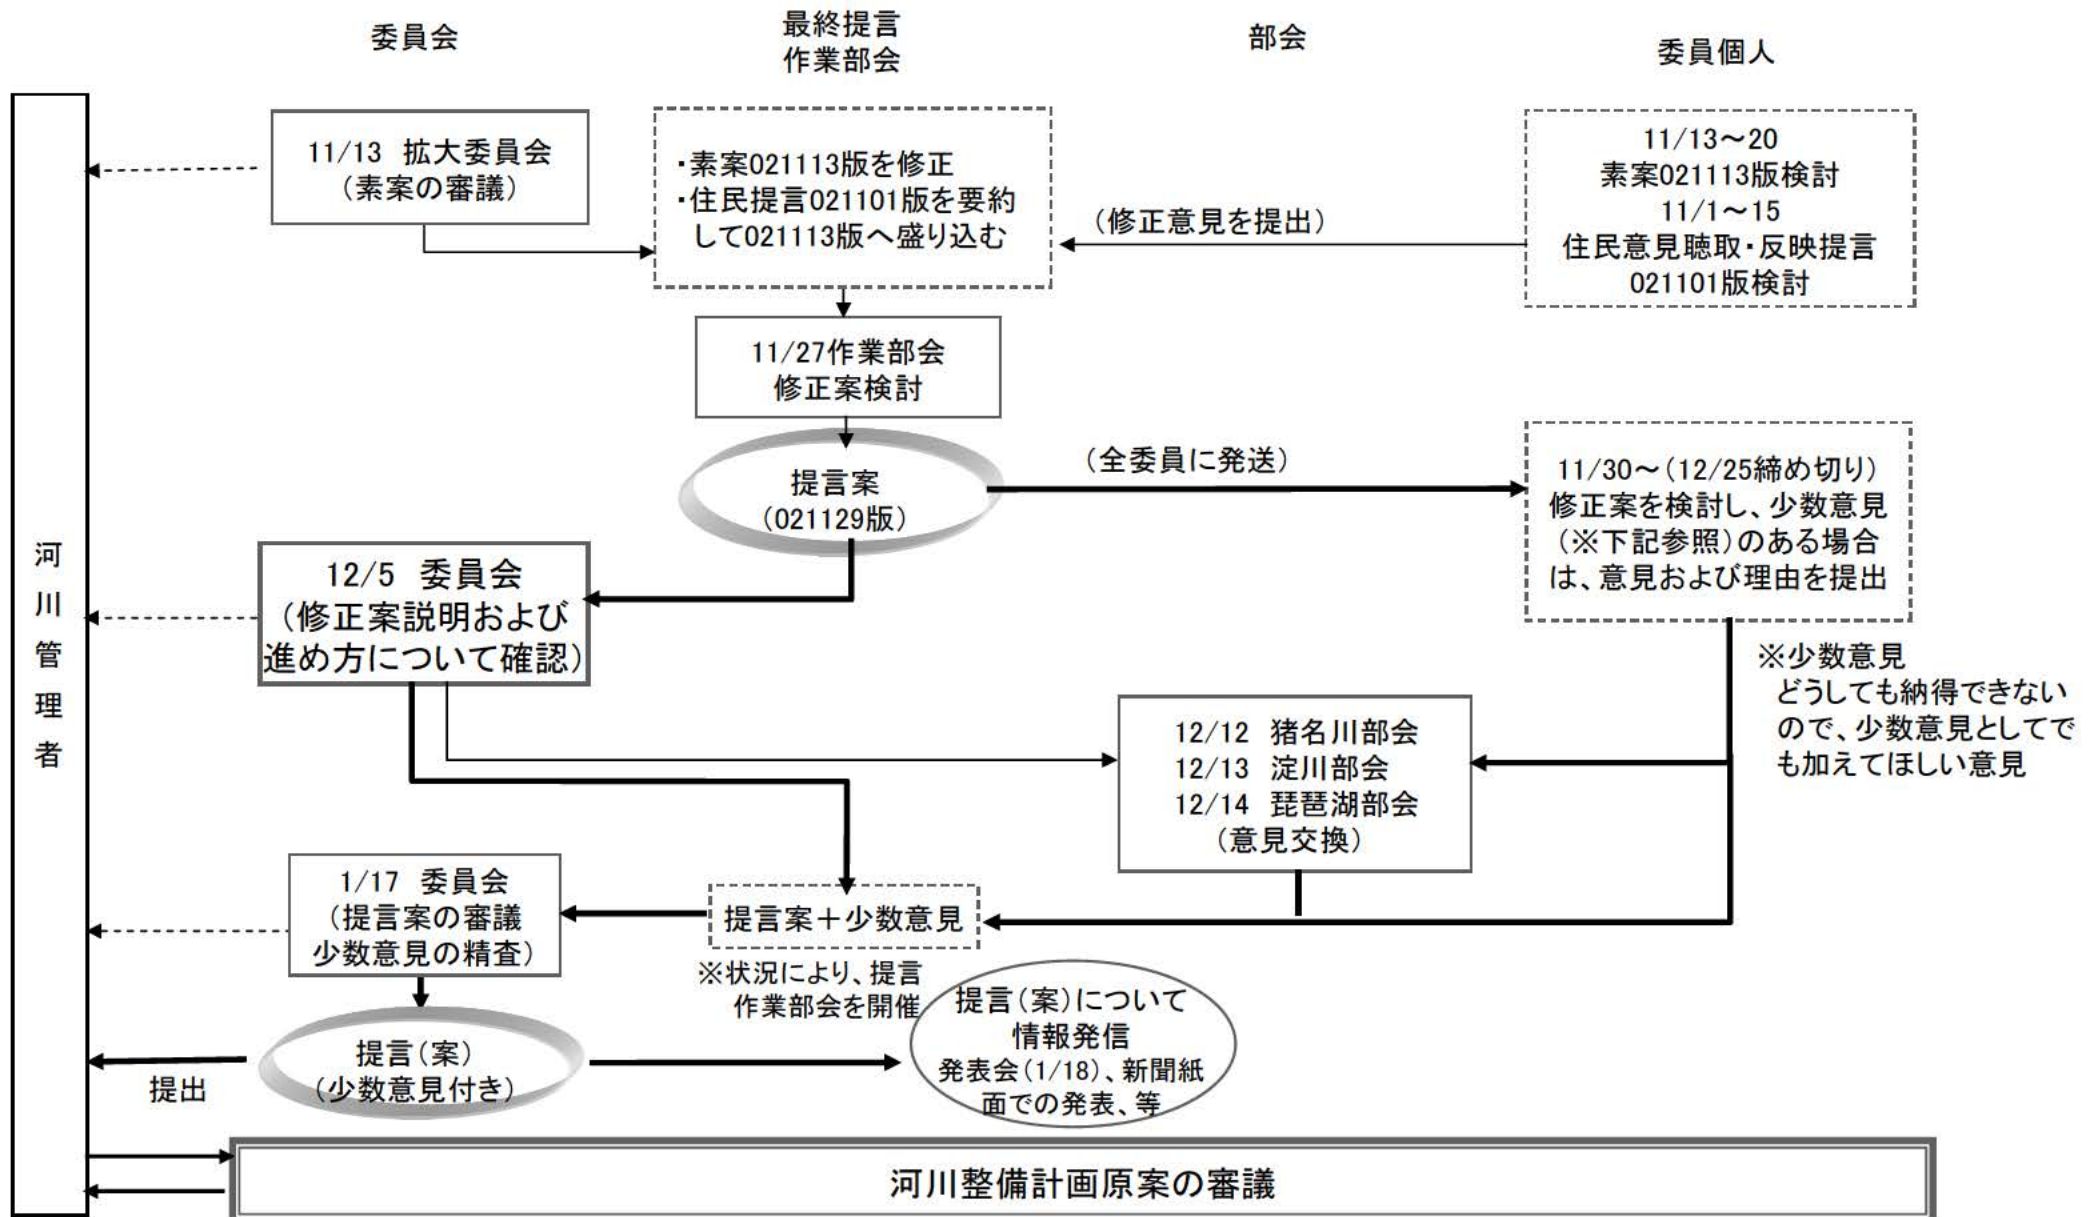 委員会
最終提言
作業部会
部会
委員個人
河川管理者
11/13 拡大委員会
（素案の審議）
・素案021113版を修正
・住民提言021101版を要約
して021113版へ盛り込む
（修正意見を提出）
11/13～20
素案021113版検討
11/1～15
住民意見聴取・反映提言
021101版検討
11/27作業部会
修正案検討
提言案
（021129版）
（全委員に発送）
11/30～（12/25締め切り）
修正案を検討し、少数意見
（※下記参照）のある場合
は、意見および理由を提出
12/5 委員会
（修正案説明および
進め方について確認）
※少数意見
どうしても納得できない
ので、少数意見としてで
も加えてほしい意見
12/12 猪名川部会
12/13 淀川部会
12/14 琵琶湖部会
（意見交換）
1/17 委員会
（提言案の審議
少数意見の精査）
提言案＋少数意見
※状況により、提言
作業部会を開催
提言（案）
（少数意見付き）
提出
提言（案）について
情報発信
発表会（1/18）、新聞紙
面での発表、等
河川整備計画原案の審議